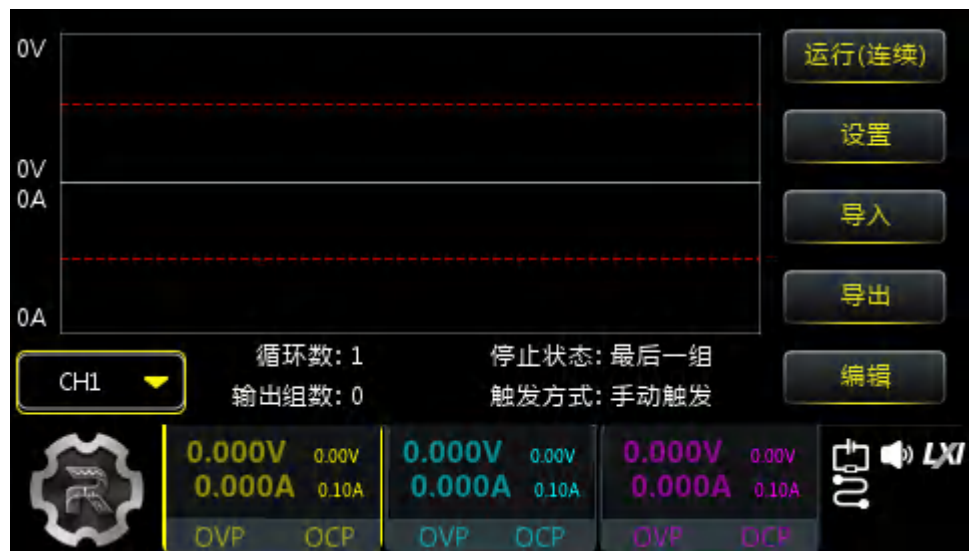 0V
运行(连续)
设置
0V
0A
导入
导出
0A
循环数: 1 停止状态: 最后一组
CH1
编辑
输出组数: 0 触发方式: 手动触发
0.000V 0.00V 0.000V 0.00V 0.000V 0.00V
LXI
0.000A 0.10A 0.000A 0.10A 0.000A 0.10A
OVP OCP OVP OCP OVP OCP